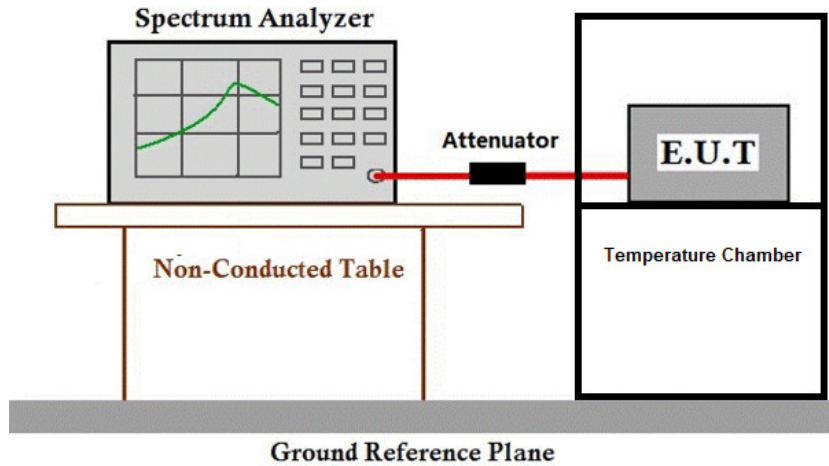 Spectrum Analyzer
Attenuator
E.U.T
Non-Conducted Table
Temperature Chamber
Ground Reference Plane